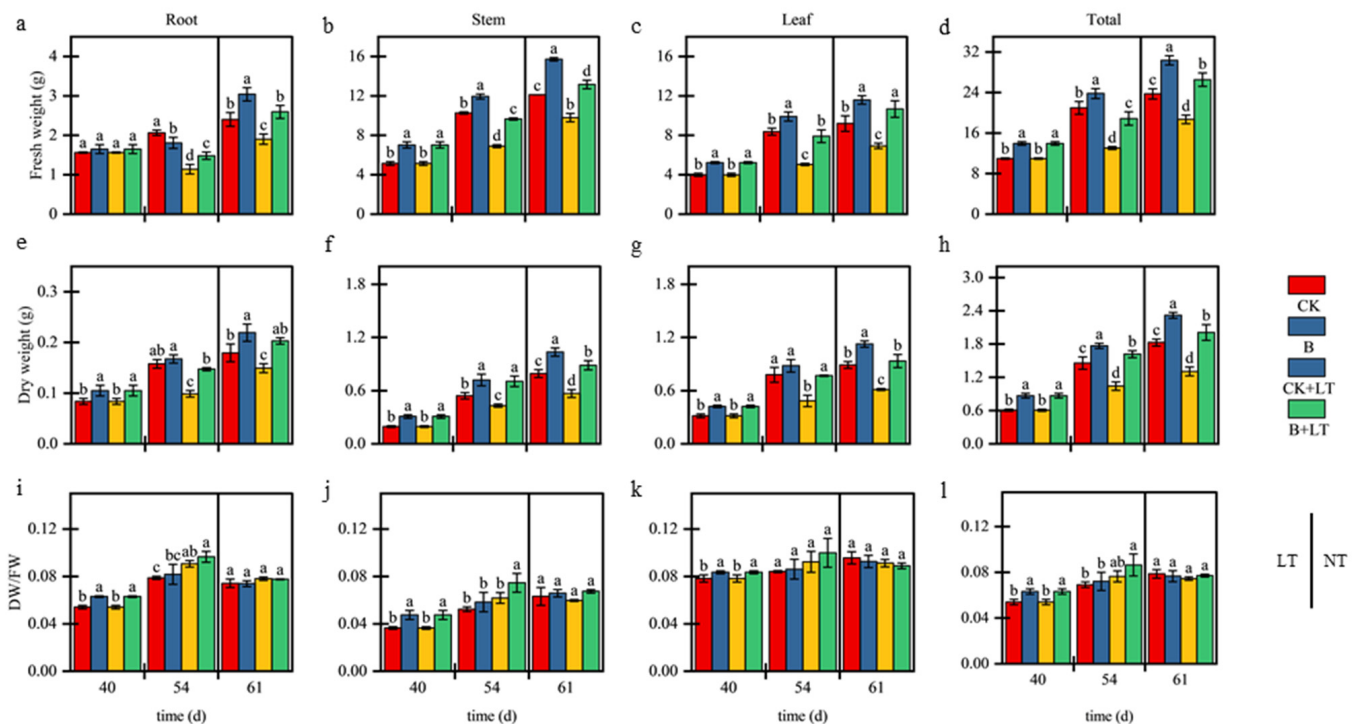 a Root b Stem c Leaf d Total
Fresh weight (g)
4 3 2 1 0
a a a a a b d c b a c b
16 12 8 4 0
b a b a b a d c c a b d
12 8 4 0
b a b a b a c b b a c a
32 24 16 8 0
b a b a b a d c c a d b
e f g h
Dry weight (g)
0.3 0.2 0.1 0.0
b a b a ab a c b b a c ab
1.8 1.2 0.6 0.0
b a b a b a c a c a d b
1.8 1.2 0.6 0.0
b a b a a a b a b a c b
3.0 2.4 1.8 1.2 0.6 0.0
b a b a c a d b c a d b
CK
B
CK+LT
B+LT
i j k l
DW/FW
0.12 0.08 0.04 0.00
b a b a c bc ab a a a a a
0.12 0.08 0.04 0.00
b a b a b b b a a a a a
0.12 0.08 0.04 0.00
b a b a a a a a a a a a
0.12 0.08 0.04 0.00
b a b a b b ab a a a a a
LT NT
40 54 61 40 54 61 40 54 61 40 54 61
time (d) time (d) time (d) time (d)